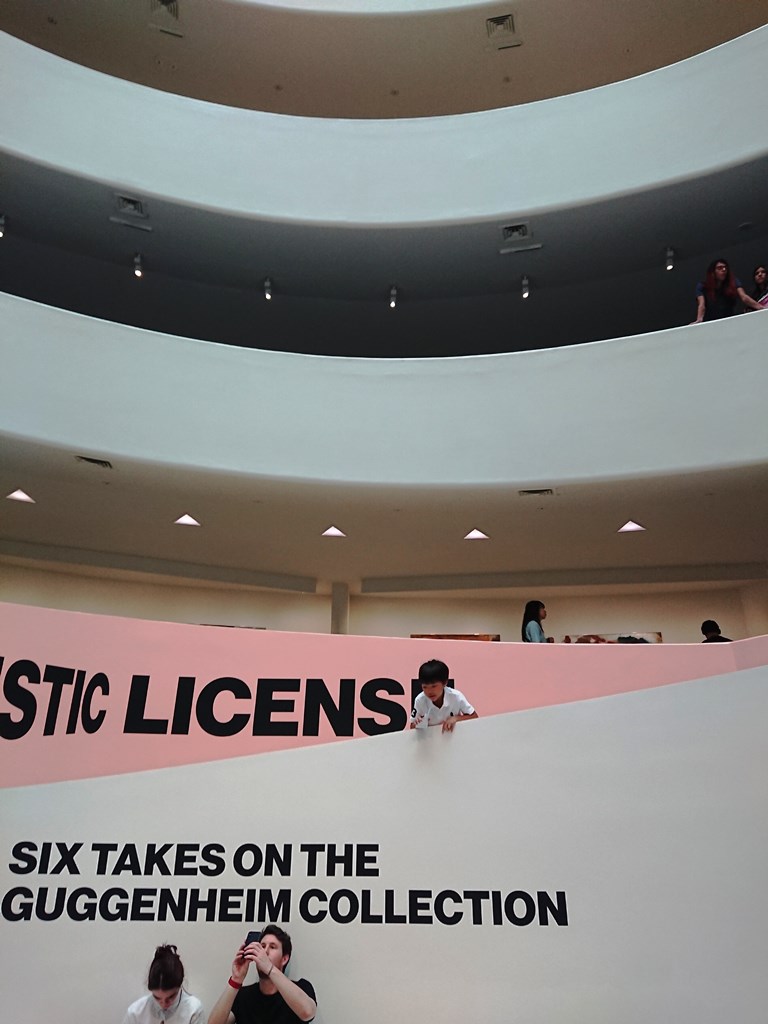 STIC LICENS
SIX TAKES ON THE
GUGGENHEIM COLLECTION